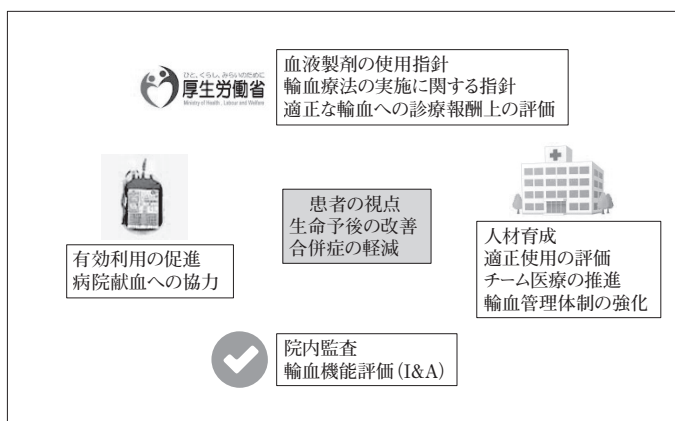 ひと、くらし、みらいのために
厚生労働省
Ministry of Health, Labour and Welfare
血液製剤の使用指針
輸血療法の実施に関する指針
適正な輸血への診療報酬上の評価
有効利用の促進
病院献血への協力
患者の視点
生命予後の改善
合併症の軽減
人材育成
適正使用の評価
チーム医療の推進
輸血管理体制の強化
院内監査
輸血機能評価(I&A)